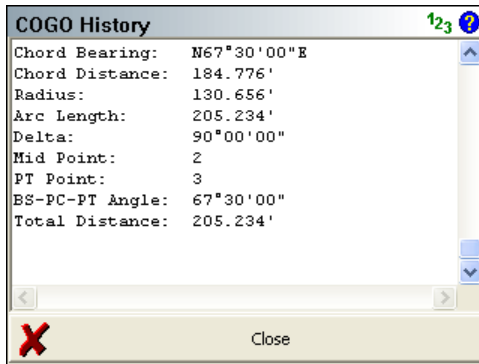 COGO History 123 ?
Chord Bearing: N67°30'00"E
Chord Distance: 184.776'
Radius: 130.656'
Arc Length: 205.234'
Delta: 90°00'00"
Mid Point: 2
PT Point: 3
BS-PC-PT Angle: 67°30'00"
Total Distance: 205.234'
Close